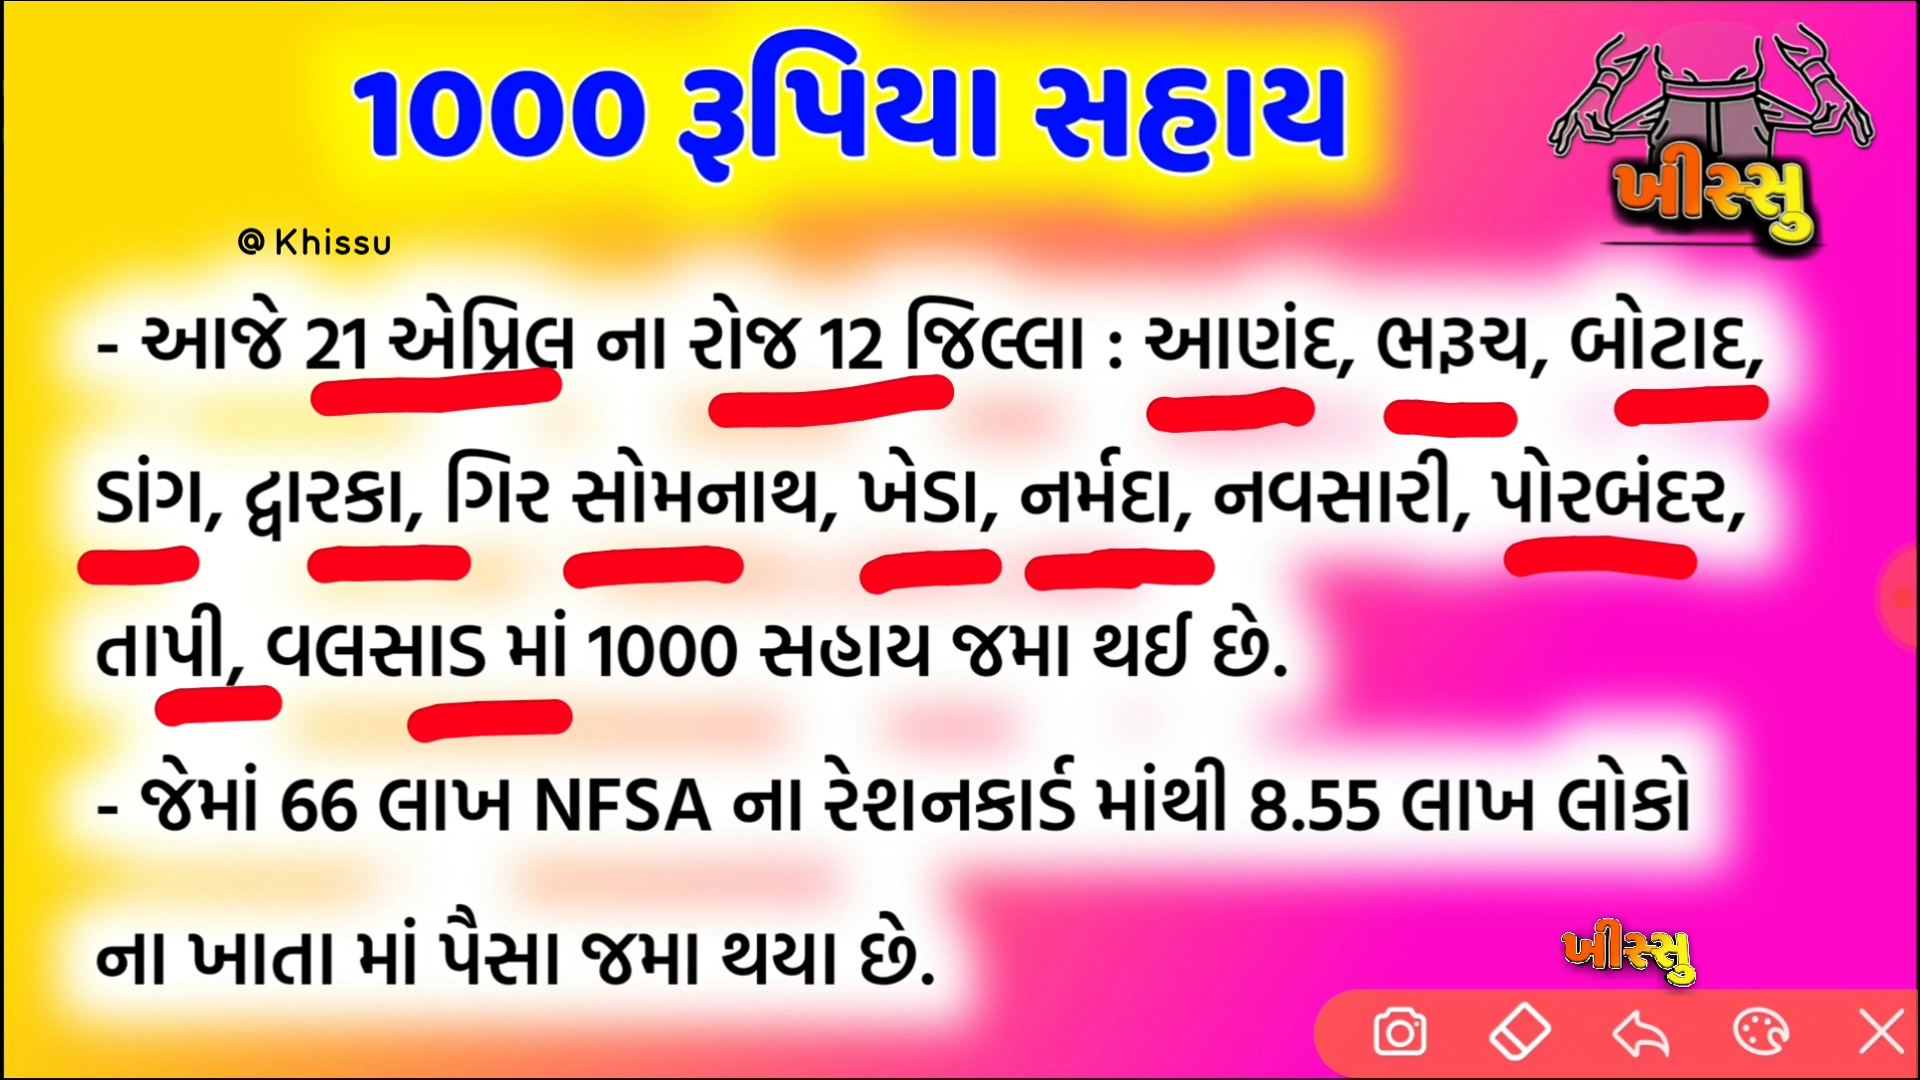 1000 રૂપિયા સહાય
ખીસ્સુ
@Khissu
- આજે 21 એપ્રિલ ના રોજ 12 જિલ્લા : આણંદ, ભરૂચ, બોટાદ,
ડાંગ, દ્વારકા, ગિર સોમનાથ, ખેડા, નર્મદા, નવસારી, પોરબંદર,
તાપી, વલસાડ માં 1000 સહાય જમા થઈ છે.
- જેમાં 66 લાખ NFSA ના રેશનકાર્ડ માંથી 8.55 લાખ લોકો
ના ખાતા માં પૈસા જમા થયા છે.
ખીસ્સુ